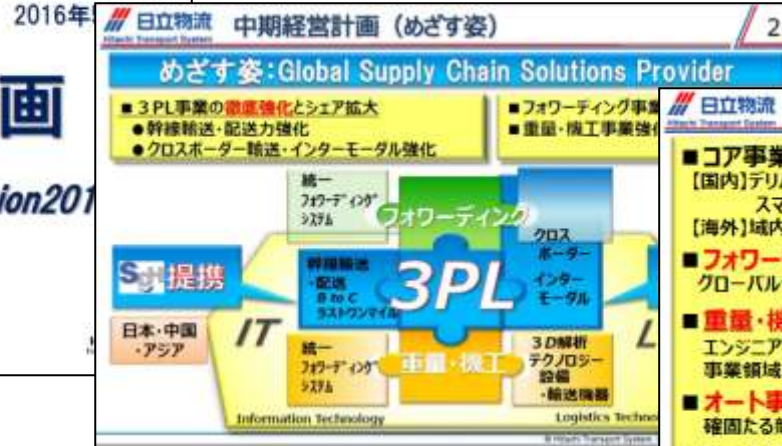 2016年
画
日立物流
Hitachi Transport System
中期経営計画(めざす姿)
2
めざす姿:Global Supply Chain Solutions Provider
■3PL事業の徹底強化とシェア拡大
●幹線輸送・配送力強化
●クロスボーダー輸送・インターモーダル強化
■フォワーディング事業
■重量・機工事業強
統一
フォワーディング
システム
フォワーディング
クロス
ボーダー
・
インター
モーダル
提携
幹線輸送
・配送
B to C
ラストワンマイル
3PL
日本・中国
・アジア
IT
統一
フォワーディング
システム
重量・機工
3D解析
テクノロジー
設備
・輸送機器
L
Information Technology
Logistics Techno
© Hitachi Transport System
日立物流
Hitachi Transport System
■コア事業
【国内】デリ
スマ
【海外】域内
■フォワー
グローバル
■重量・機
エンジニア
事業領域
■オート事
確固たる